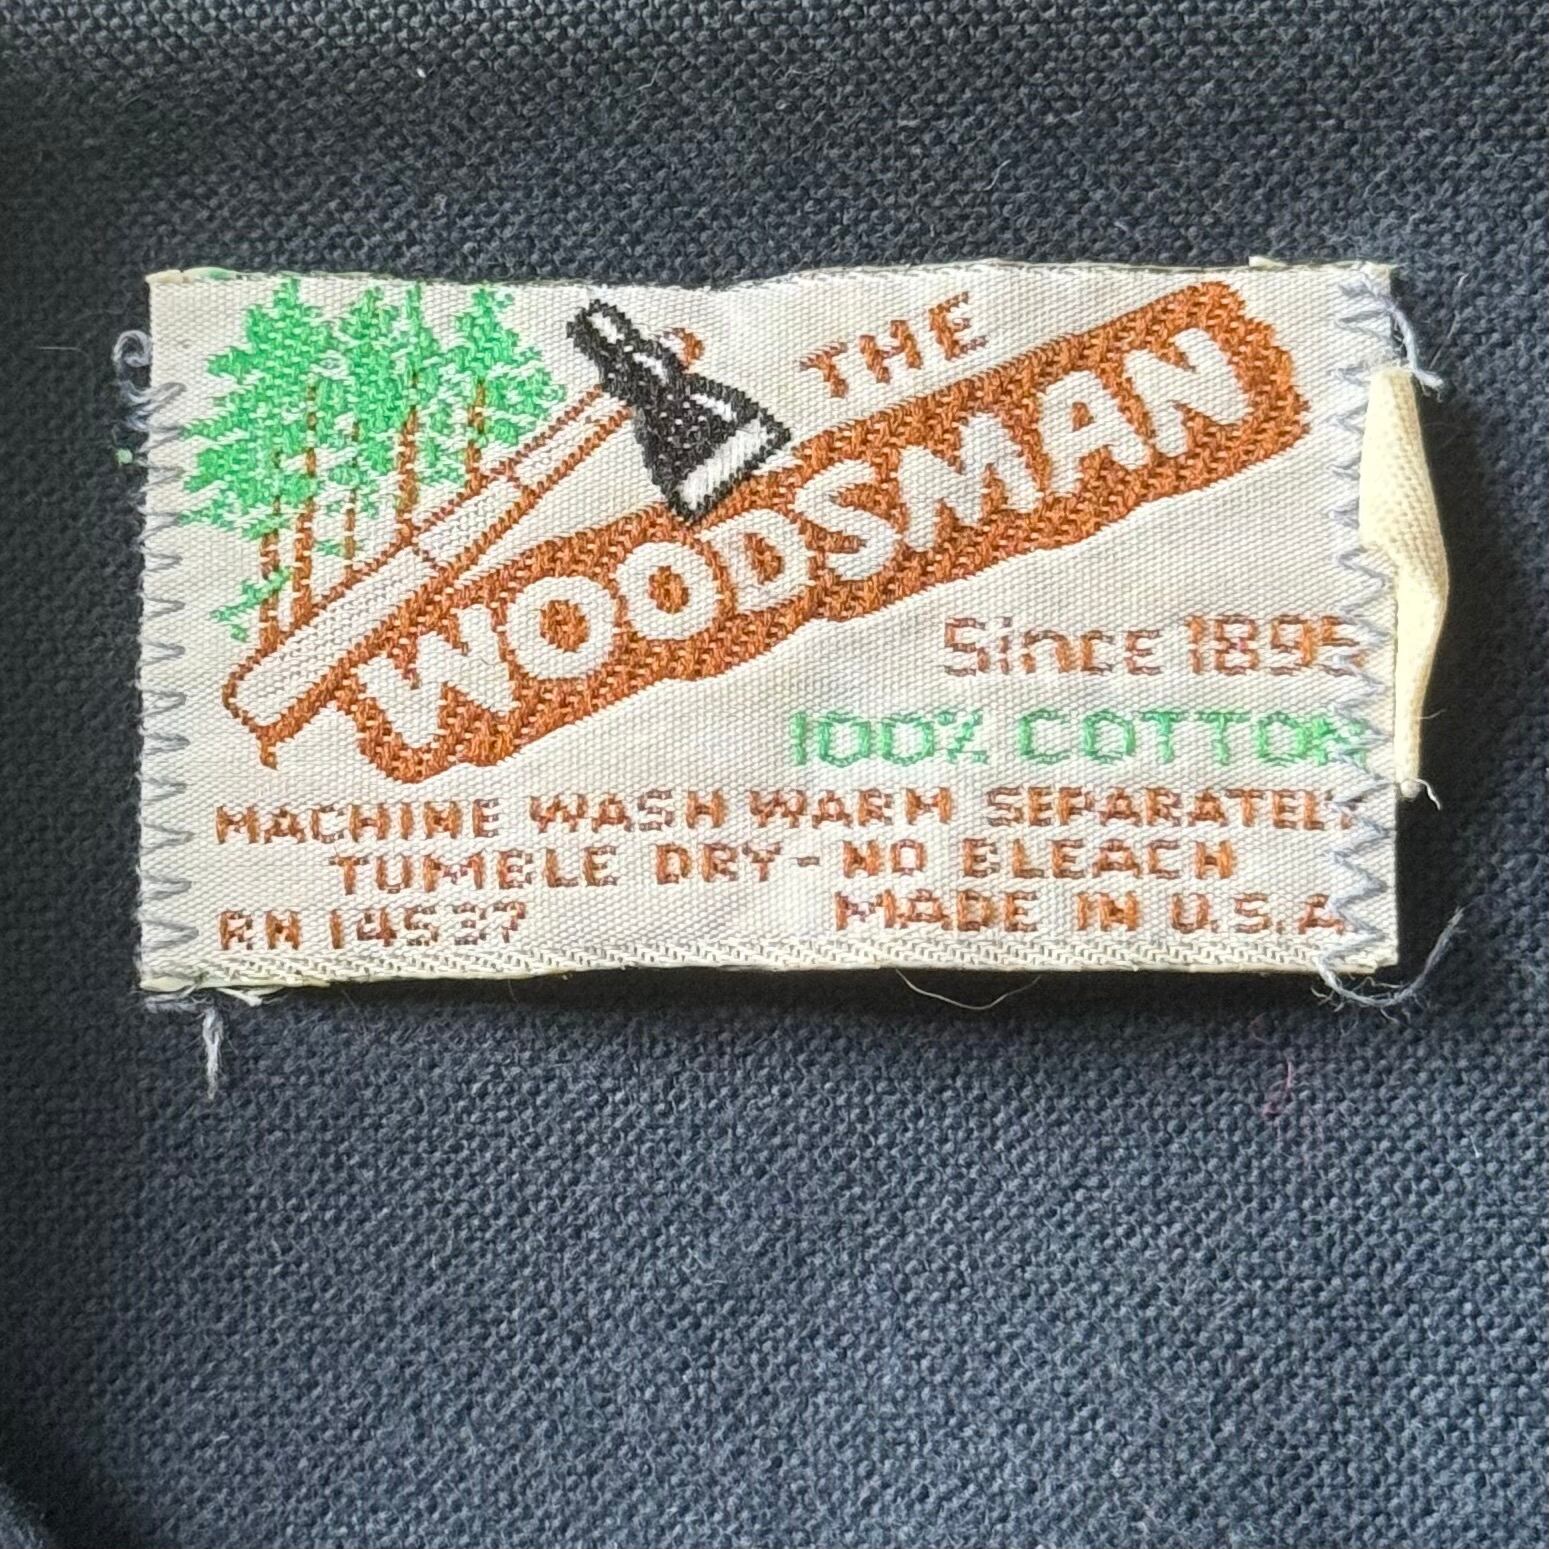 THE
WOODSMAN
Since 1895
100% COTTON
MACHINE WASH WARM SEPARATELY
TUMBLE DRY - NO BLEACH
RN 14537
MADE IN U.S.A